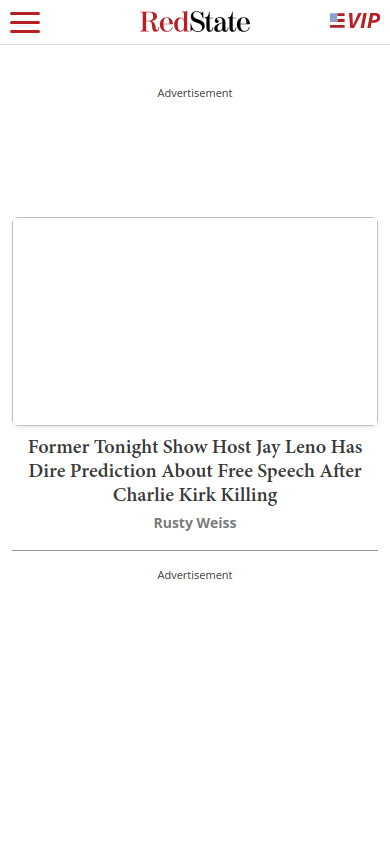 RedState
VIP
Advertisement
Former Tonight Show Host Jay Leno Has
Dire Prediction About Free Speech After
Charlie Kirk Killing
Rusty Weiss
Advertisement